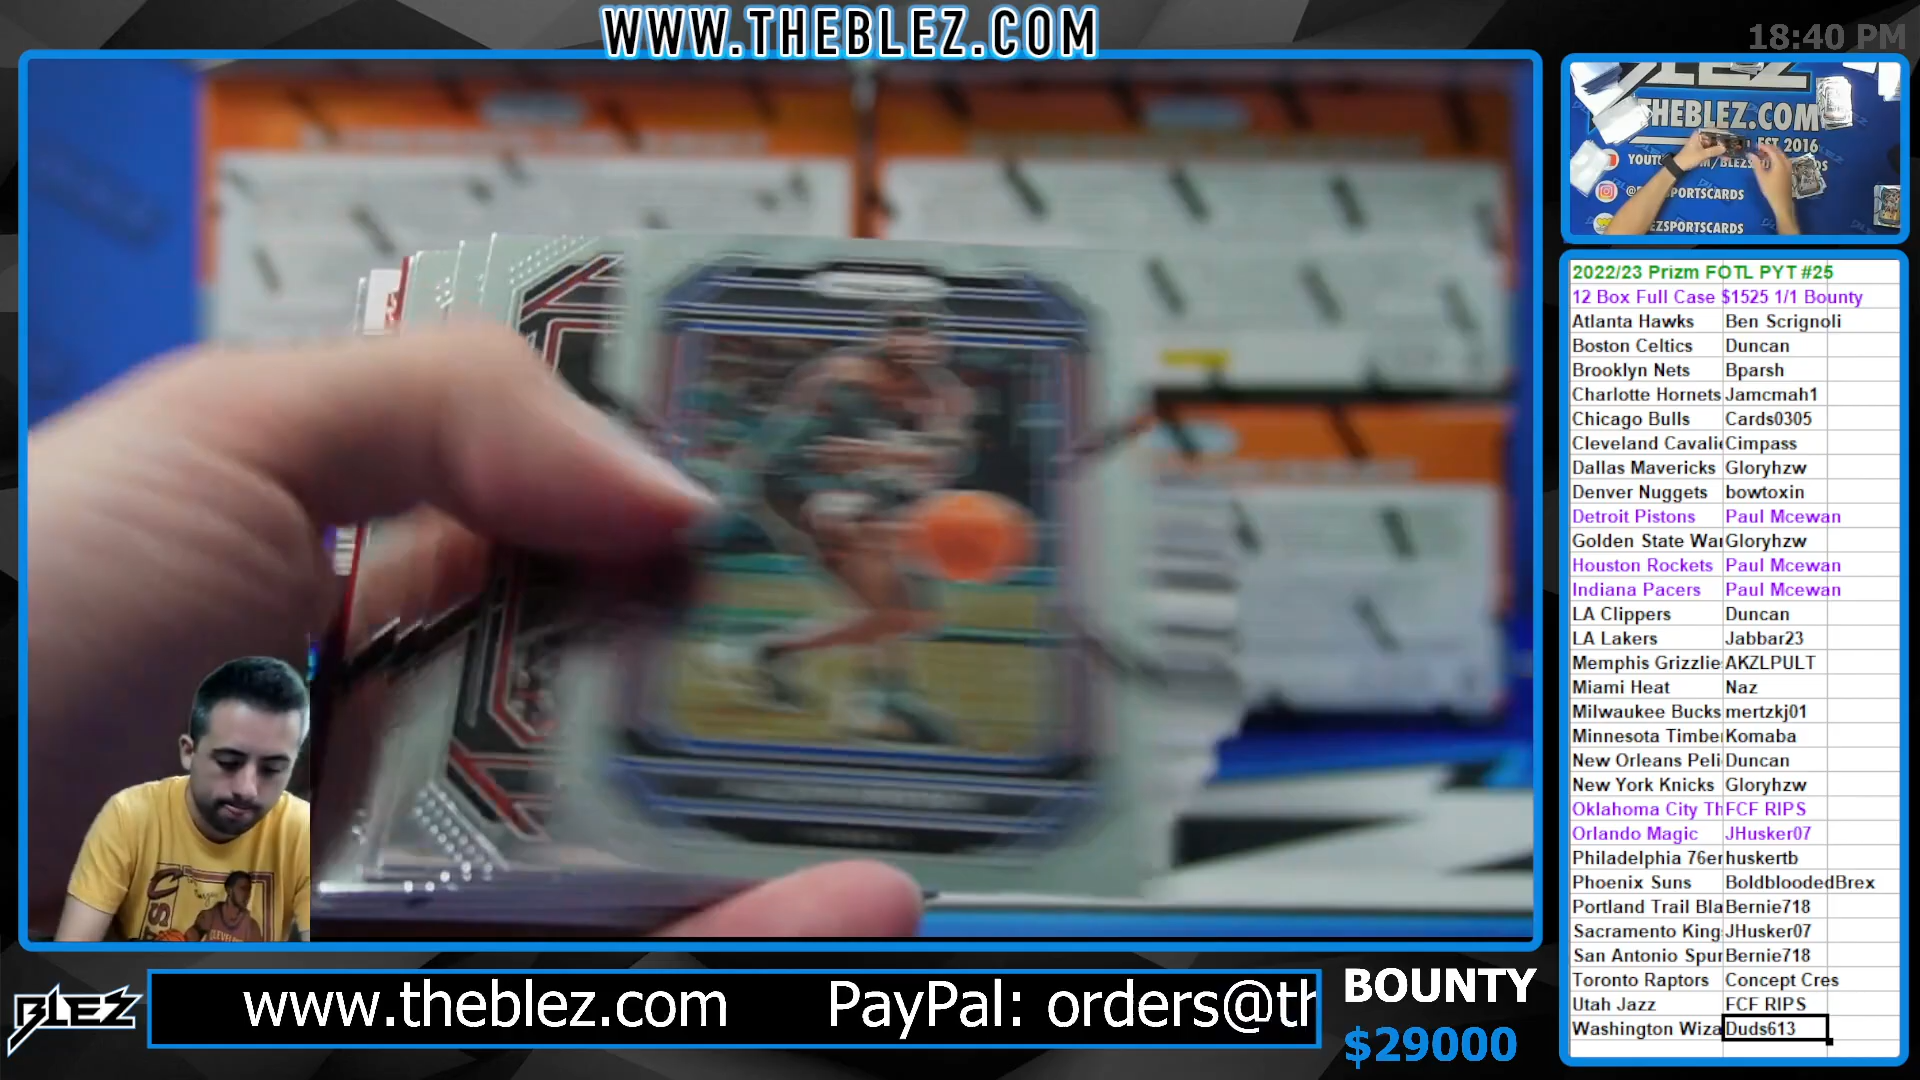 WWW.THEBLEZ.COM
18:40 PM
BLEZ
THEBLEZ.COM
EST 2016
2022/23 Prizm FOTL PYT #25
12 Box Full Case $1525 1/1 Bounty
Atlanta Hawks Ben Scrignoli
Boston Celtics Duncan
Brooklyn Nets Bparsh
Charlotte Hornets Jamcmah1
Chicago Bulls Cards0305
Cleveland Cavalie Cimpass
Dallas Mavericks Gloryhzw
Denver Nuggets bowtoxin
Detroit Pistons Paul Mcewan
Golden State War Gloryhzw
Houston Rockets Paul Mcewan
Indiana Pacers Paul Mcewan
LA Clippers Duncan
LA Lakers Jabbar23
Memphis Grizzlie AKZLPULT
Miami Heat Naz
Milwaukee Bucks mertzkj01
Minnesota Timbe Komaba
New Orleans Peli Duncan
New York Knicks Gloryhzw
Oklahoma City Th FCF RIPS
Orlando Magic JHusker07
Philadelphia 76er huskertb
Phoenix Suns BoldbloodedBrex
Portland Trail Bla Bernie718
Sacramento King JHusker07
San Antonio Spur Bernie718
Toronto Raptors Concept Cres
Utah Jazz FCF RIPS
Washington Wiza Duds613
BLEZ
www.theblez.com PayPal: orders@th
BOUNTY
$29000